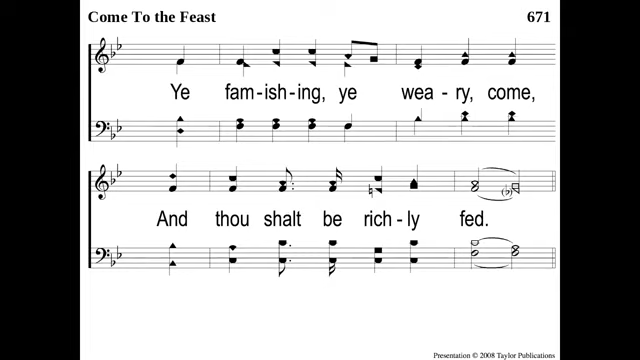 Come To the Feast 671
Ye fam-ish-ing, ye wea-ry, come,
And thou shalt be rich-ly fed.
Presentation © 2008 Taylor Publications